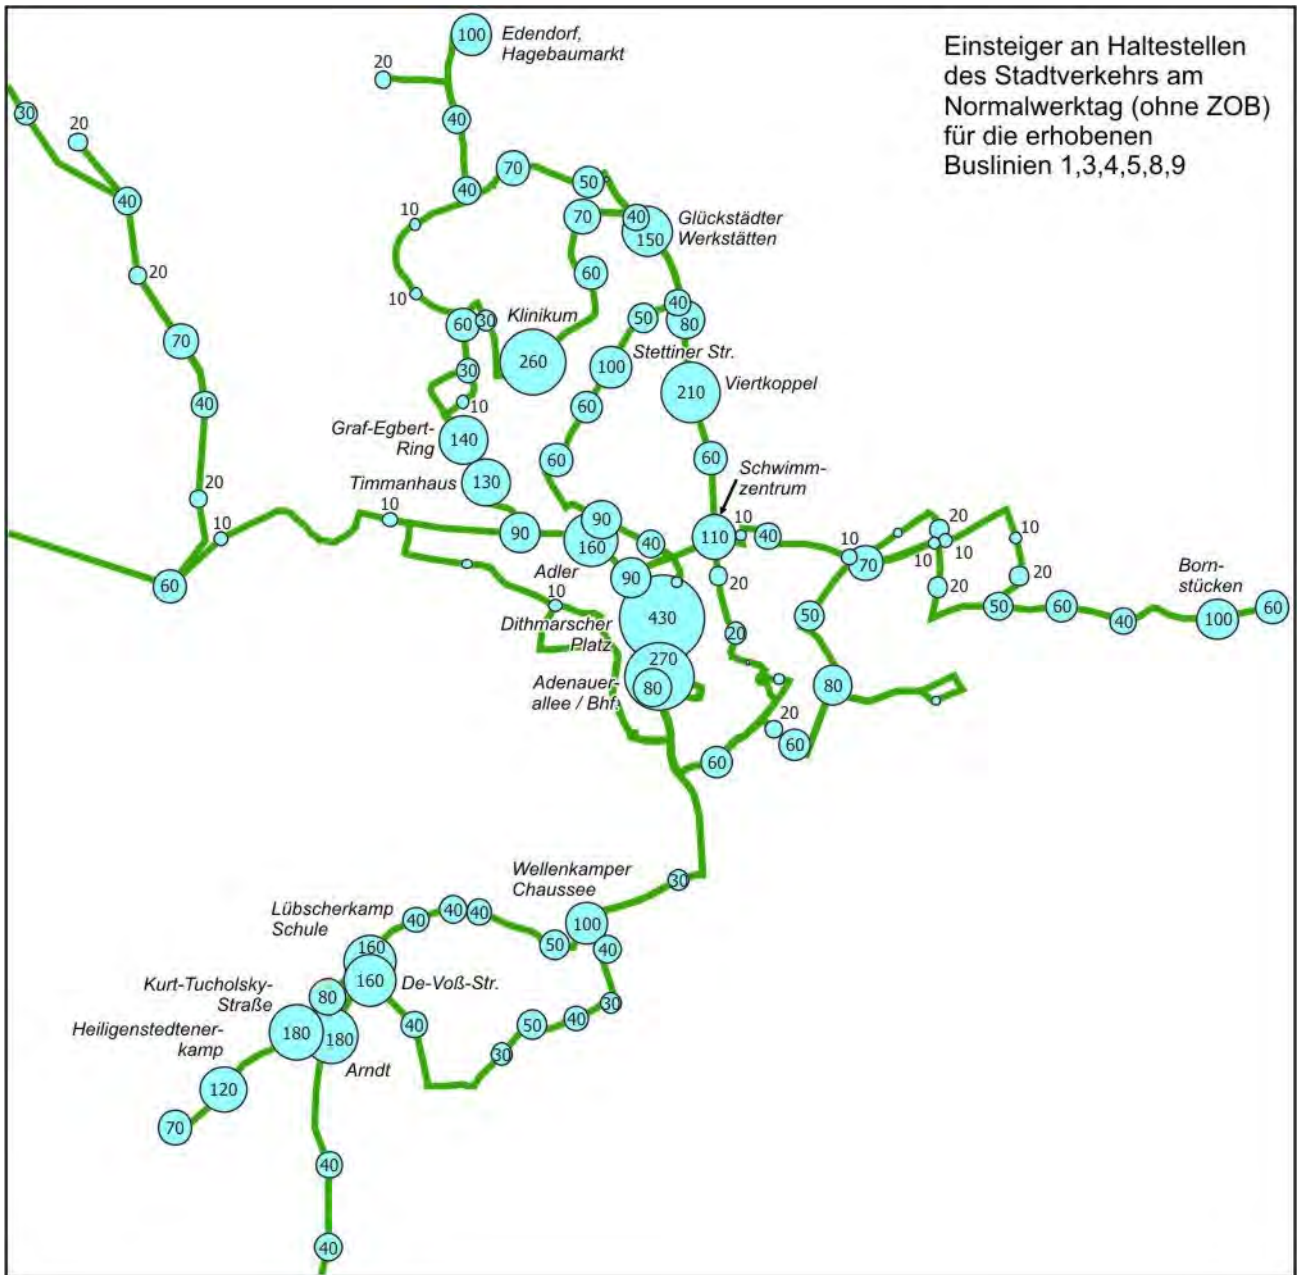 Einsteiger an Haltestellen
des Stadtverkehrs am
Normalwerktag (ohne ZOB)
für die erhobenen
Buslinien 1,3,4,5,8,9
100
Edendorf,
Hagebaumarkt
20
40
30
20
40
20
70
40
20
10
60
40
70
50
10
10
70
40
150
Glückstädter
Werkstätten
60
60
30
Klinikum
260
50
40
80
Stettiner Str.
100
210
Viertkoppel
30
10
60
60
60
Graf-Egbert-
Ring
140
Timmanhaus
130
Schwimm-
zentrum
10
90
90
160
Adler
40
90
110
10
40
20
10
70
20
10
10
20
10
20
50
60
40
Born-
stücken
100
60
10
Dithmarscher
Platz
430
20
50
80
270
Adenauer-
allee / Bhf.
80
20
60
60
30
Wellenkamper
Chaussee
100
50
40
Lübscherkamp
Schule
40
40
40
160
160
De-Voß-Str.
Kurt-Tucholsky-
Straße
80
180
180
Arndt
Heiligenstedtener-
kamp
120
70
40
30
50
40
30
40
40